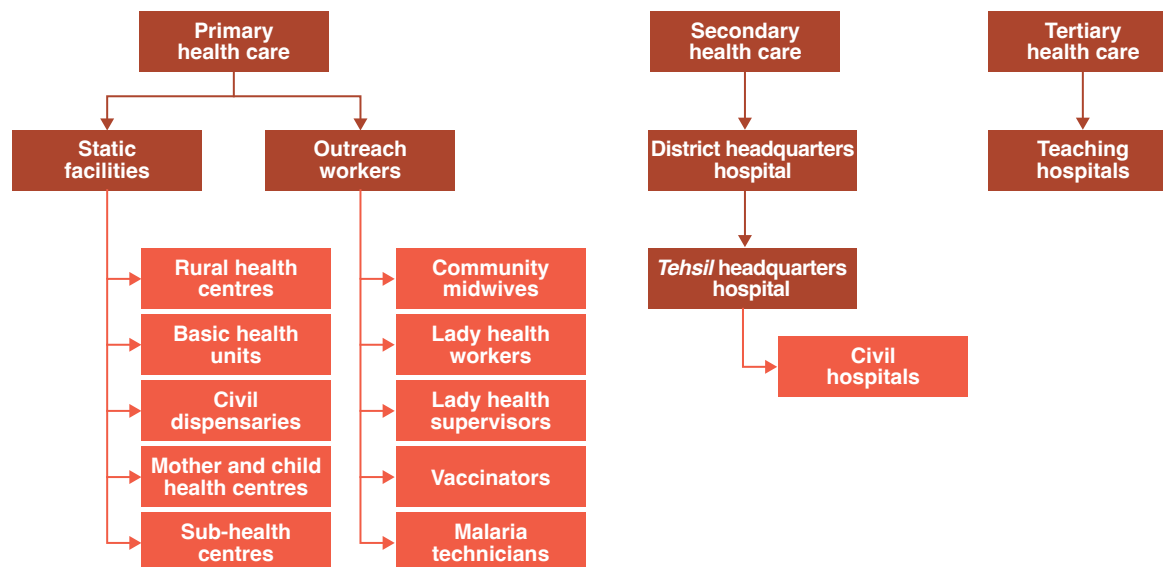 Primary
health care
Secondary
health care
Tertiary
health care
Static
facilities
Outreach
workers
District headquarters
hospital
Teaching
hospitals
Rural health
centres
Basic health
units
Civil
dispensaries
Mother and child
health centres
Sub-health
centres
Community
midwives
Lady health
workers
Lady health
supervisors
Vaccinators
Malaria
technicians
Tehsil headquarters
hospital
Civil
hospitals